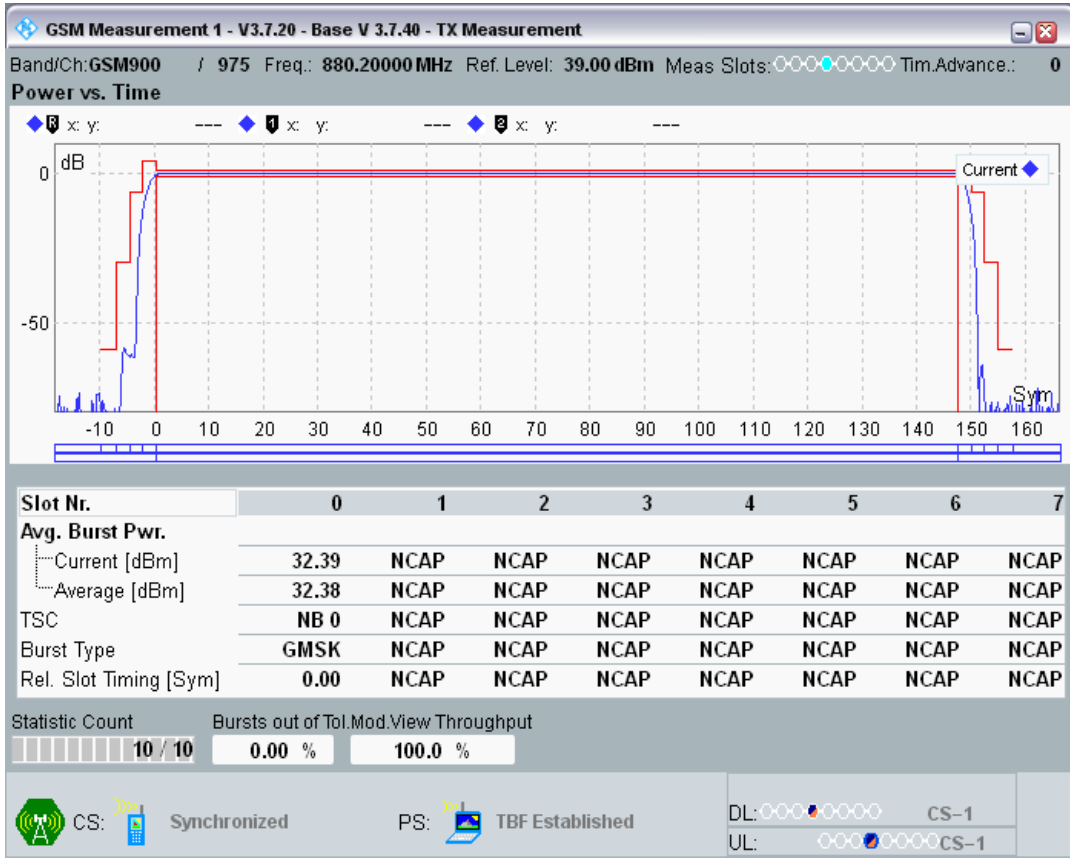 GSM Measurement 1 - V3.7.20 - Base V 3.7.40 - TX Measurement
Band/Ch:GSM900 / 975 Freq.: 880.20000 MHz Ref. Level: 39.00 dBm Meas Slots: Tim.Advance.: 0
Power vs. Time
R x: y: --- 1 x: y: --- 2 x: y: ---
dB
Current
0
-50
Sym
-10 0 10 20 30 40 50 60 70 80 90 100 110 120 130 140 150 160
Slot Nr. 0 1 2 3 4 5 6 7
Avg. Burst Pwr.
Current [dBm] 32.39 NCAP NCAP NCAP NCAP NCAP NCAP NCAP
Average [dBm] 32.38 NCAP NCAP NCAP NCAP NCAP NCAP NCAP
TSC NB 0 NCAP NCAP NCAP NCAP NCAP NCAP NCAP
Burst Type GMSK NCAP NCAP NCAP NCAP NCAP NCAP NCAP
Rel. Slot Timing [Sym] 0.00 NCAP NCAP NCAP NCAP NCAP NCAP NCAP
Statistic Count Bursts out of Tol.Mod.View Throughput
10 / 10 0.00 % 100.0 %
CS: Synchronized PS: TBF Established
DL: CS-1
UL: CS-1